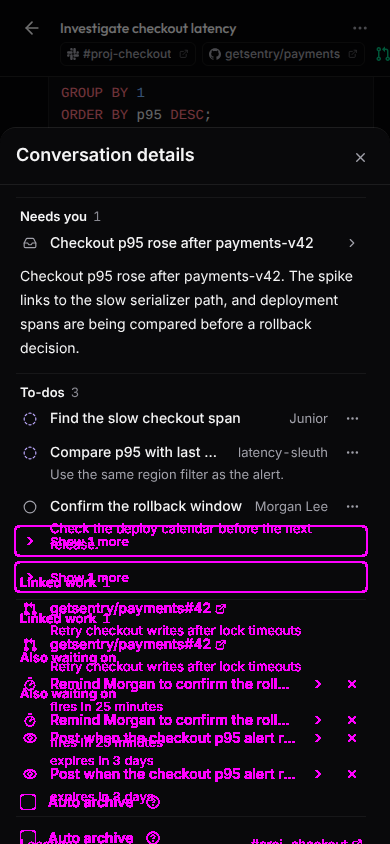 Investigate checkout latency
#proj-checkout
getsentry/payments
GROUP BY 1
ORDER BY p95 DESC;
Conversation details
Needs you 1
Checkout p95 rose after payments-v42
Checkout p95 rose after payments-v42. The spike
links to the slow serializer path, and deployment
spans are being compared before a rollback
decision.
To-dos 3
Find the slow checkout span Junior
Compare p95 with last ... latency-sleuth
Use the same region filter as the alert.
Confirm the rollback window Morgan Lee
Check the deploy calendar before the next
release.
Show 1 more
Show 1 more
Linked work 1
getsentry/payments#42
Linked work 1
Retry checkout writes after lock timeouts
getsentry/payments#42
Also waiting on
Retry checkout writes after lock timeouts
Remind Morgan to confirm the roll...
Also waiting on
fires in 25 minutes
Remind Morgan to confirm the roll...
Post when the checkout p95 alert r...
fires in 25 minutes
expires in 3 days
Post when the checkout p95 alert r...
expires in 3 days
Auto archive
Auto archive
#proj-checkout